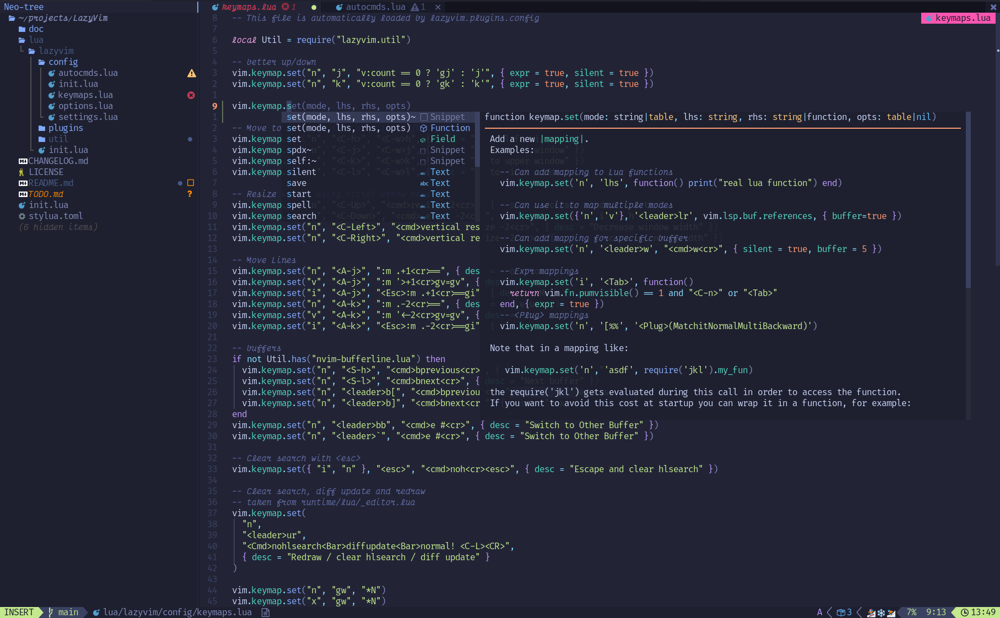 Neo-tree
~/projects/LazyVim
doc
lua
lazyvim
config
autocmds.lua
init.lua
keymaps.lua
options.lua
settings.lua
plugins
util
init.lua
CHANGELOG.md
LICENSE
README.md
TODO.md ?
init.lua
stylua.toml
(6 hidden items)
keymaps.lua 1 ● autocmds.lua 1 ×
keymaps.lua
8 -- This file is automatically loaded by lazyvim.plugins.config
7
6 local Util = require("lazyvim.util")
5
4 -- better up/down
3 vim.keymap.set("n", "j", "v:count == 0 ? 'gj' : 'j'", { expr = true, silent = true })
2 vim.keymap.set("n", "k", "v:count == 0 ? 'gk' : 'k'", { expr = true, silent = true })
1
9 vim.keymap.set(mode, lhs, rhs, opts)
1
2 -- Move to
3 vim.keymap
4 vim.keymap
5 vim.keymap
6 vim.keymap
7
8 -- Resize
9 vim.keymap
10 vim.keymap
11 vim.keymap.set("n", "<C-Left>", "<cmd>vertical resize -2<cr>", { desc = "Decrease window width" })
12 vim.keymap.set("n", "<C-Right>", "<cmd>vertical re
13
14 -- Move Lines
15 vim.keymap.set("n", "<A-j>", ":m .+1<cr>==", { des
16 vim.keymap.set("v", "<A-j>", ":m '>+1<cr>gv=gv", {
17 vim.keymap.set("i", "<A-j>", "<Esc>:m .+1<cr>==gi"
18 vim.keymap.set("n", "<A-k>", ":m .-2<cr>==", { des
19 vim.keymap.set("v", "<A-k>", ":m '<-2<cr>gv=gv", {
20 vim.keymap.set("i", "<A-k>", "<Esc>:m .-2<cr>==gi"
21
22 -- buffers
23 if not Util.has("nvim-bufferline.lua") then
24 vim.keymap.set("n", "<S-h>", "<cmd>bprevious<cr>
25 vim.keymap.set("n", "<S-l>", "<cmd>bnext<cr>", { desc = "Next buffer" })
26 vim.keymap.set("n", "<leader>b[", "<cmd>bpreviou
27 vim.keymap.set("n", "<leader>b]", "<cmd>bnext<cr
28 end
29 vim.keymap.set("n", "<leader>bb", "<cmd>e #<cr>", { desc = "Switch to Other Buffer" })
30 vim.keymap.set("n", "<leader>`", "<cmd>e #<cr>", { desc = "Switch to Other Buffer" })
31
32 -- Clear search with <esc>
33 vim.keymap.set({ "i", "n" }, "<esc>", "<cmd>noh<cr><esc>", { desc = "Escape and clear hlsearch" })
34
35 -- Clear search, diff update and redraw
36 -- taken from runtime/lua/_editor.lua
37 vim.keymap.set(
38 "n",
39 "<leader>ur",
40 "<Cmd>nohlsearch<Bar>diffupdate<Bar>normal! <C-L><CR>",
41 { desc = "Redraw / clear hlsearch / diff update" }
42 )
43
44 vim.keymap.set("n", "gw", "*N")
45 vim.keymap.set("x", "gw", "*N")
set(mode, lhs, rhs, opts)~ Snippet
set(mode, lhs, rhs, opts) Function
set Field
spdx~ Snippet
self:~ Snippet
silent Text
save Text
start Text
spell Text
search Text
function keymap.set(mode: string|table, lhs: string, rhs: string|function, opts: table|nil)
Add a new |mapping|.
Examples:
-- Can add mapping to Lua functions
vim.keymap.set('n', 'lhs', function() print("real lua function") end)
-- Can use it to map multiple modes
vim.keymap.set({'n', 'v'}, '<leader>lr', vim.lsp.buf.references, { buffer=true })
-- Can add mapping for specific buffer
vim.keymap.set('n', '<leader>w', "<cmd>w<cr>", { silent = true, buffer = 5 })
-- Expr mappings
vim.keymap.set('i', '<Tab>', function()
return vim.fn.pumvisible() == 1 and "<C-n>" or "<Tab>"
end, { expr = true })
-- <Plug> mappings
vim.keymap.set('n', '[%%', '<Plug>(MatchitNormalMultiBackward)')
Note that in a mapping like:
vim.keymap.set('n', 'asdf', require('jkl').my_fun)
the require('jkl') gets evaluated during this call in order to access the function.
If you want to avoid this cost at startup you can wrap it in a function, for example:
INSERT main lua/lazyvim/config/keymaps.lua A 3 7% 9:13 13:49